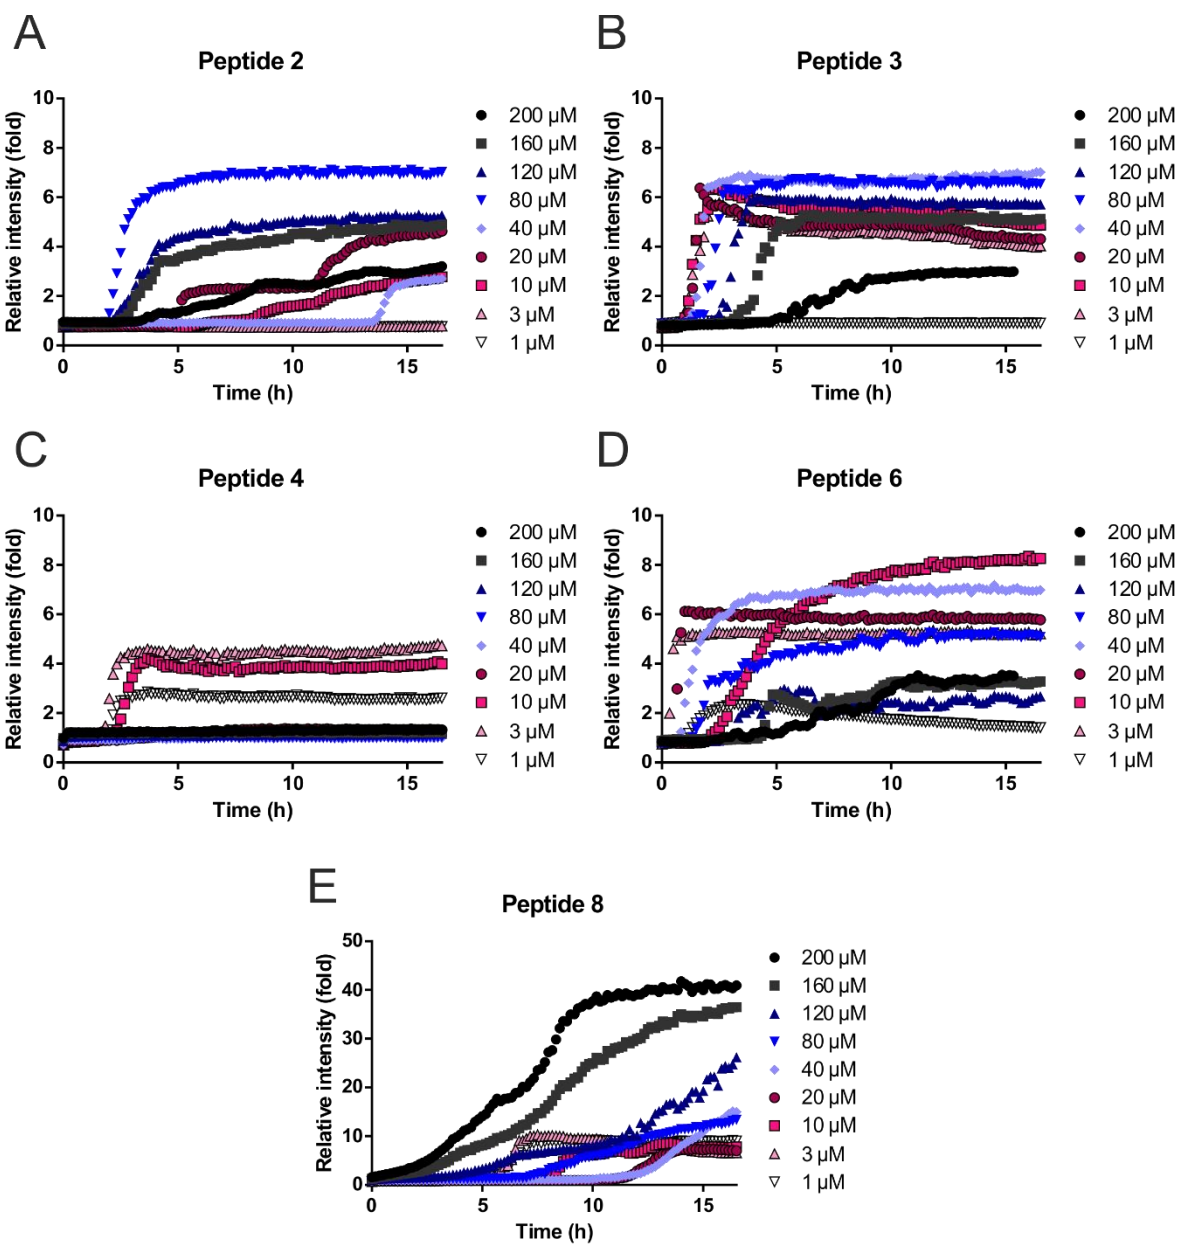 A
Peptide 2
Relative intensity (fold)
10
8
6
4
2
0
0 5 10 15
Time (h)
200 µM
160 µM
120 µM
80 µM
40 µM
20 µM
10 µM
3 µM
1 µM
B
Peptide 3
Relative intensity (fold)
10
8
6
4
2
0
0 5 10 15
Time (h)
200 µM
160 µM
120 µM
80 µM
40 µM
20 µM
10 µM
3 µM
1 µM
C
Peptide 4
Relative intensity (fold)
10
8
6
4
2
0
0 5 10 15
Time (h)
200 µM
160 µM
120 µM
80 µM
40 µM
20 µM
10 µM
3 µM
1 µM
D
Peptide 6
Relative intensity (fold)
10
8
6
4
2
0
0 5 10 15
Time (h)
200 µM
160 µM
120 µM
80 µM
40 µM
20 µM
10 µM
3 µM
1 µM
E
Peptide 8
Relative intensity (fold)
50
40
30
20
10
0
0 5 10 15
Time (h)
200 µM
160 µM
120 µM
80 µM
40 µM
20 µM
10 µM
3 µM
1 µM